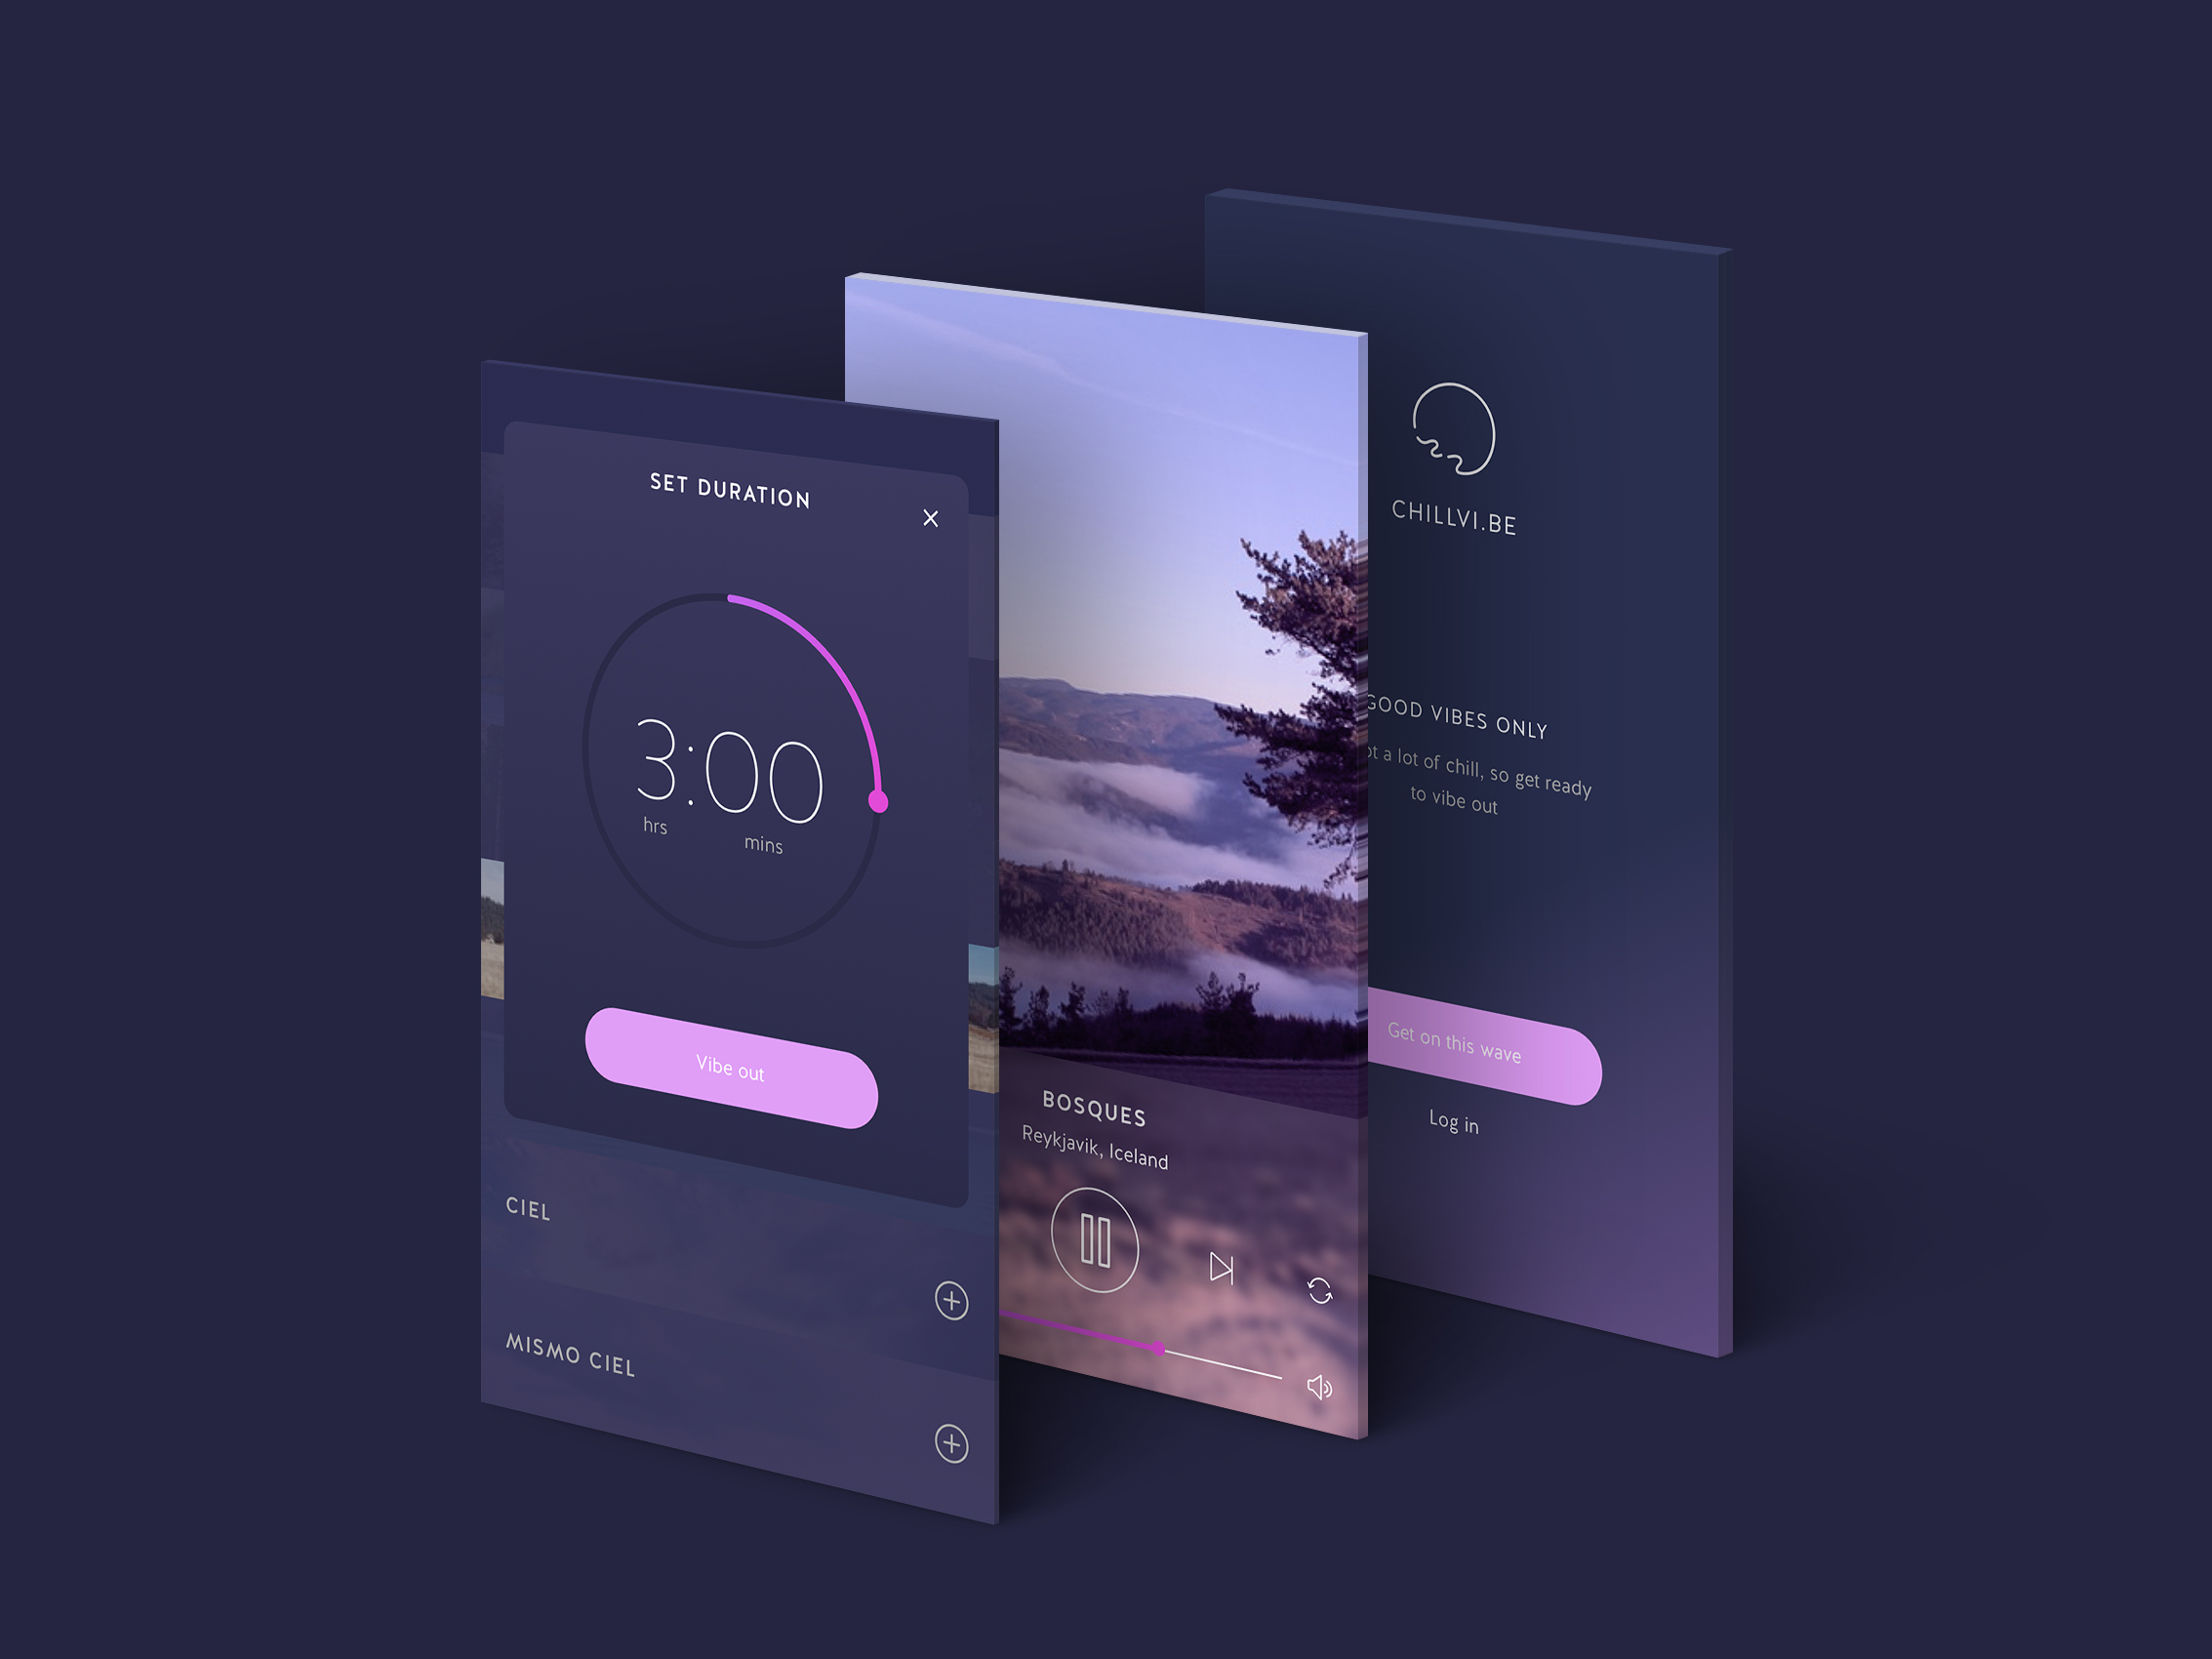 SET DURATION
3:00
hrs
mins
Vibe out
CIEL
MISMO CIEL
BOSQUES
Reykjavik, Iceland
CHILLVI.BE
GOOD VIBES ONLY
a lot of chill, so get ready
to vibe out
Get on this wave
Log in